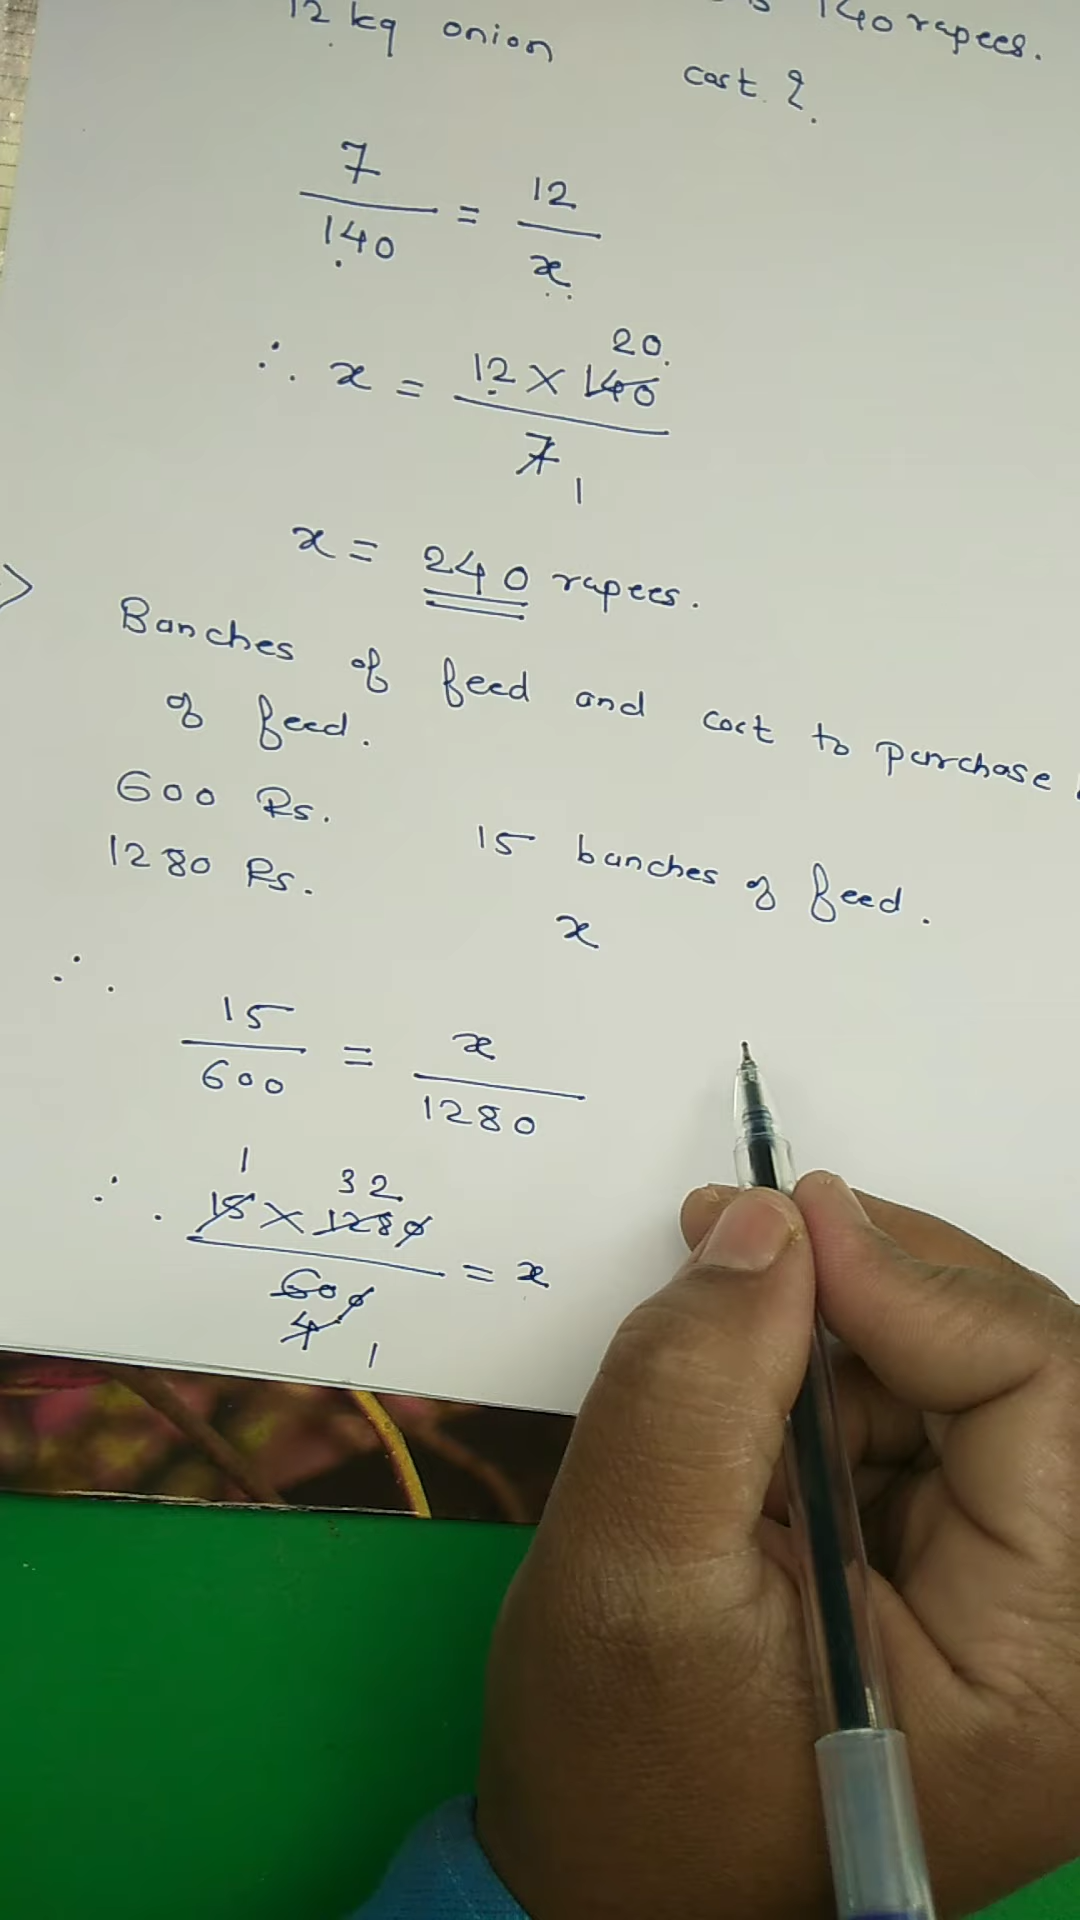 140 rapees.
12 kg onion cost ?.
7/140 = 12/x
20
∴ x = 12 × 140 / 7
1
x = 240 rapees.
Banches of feed and cost to purchase
of feed.
600 Rs. 15 banches of feed.
1280 Rs. x
∴
15/600 = x/1280
1 32
∴ 15 × 1280 / 600 = x
4 1